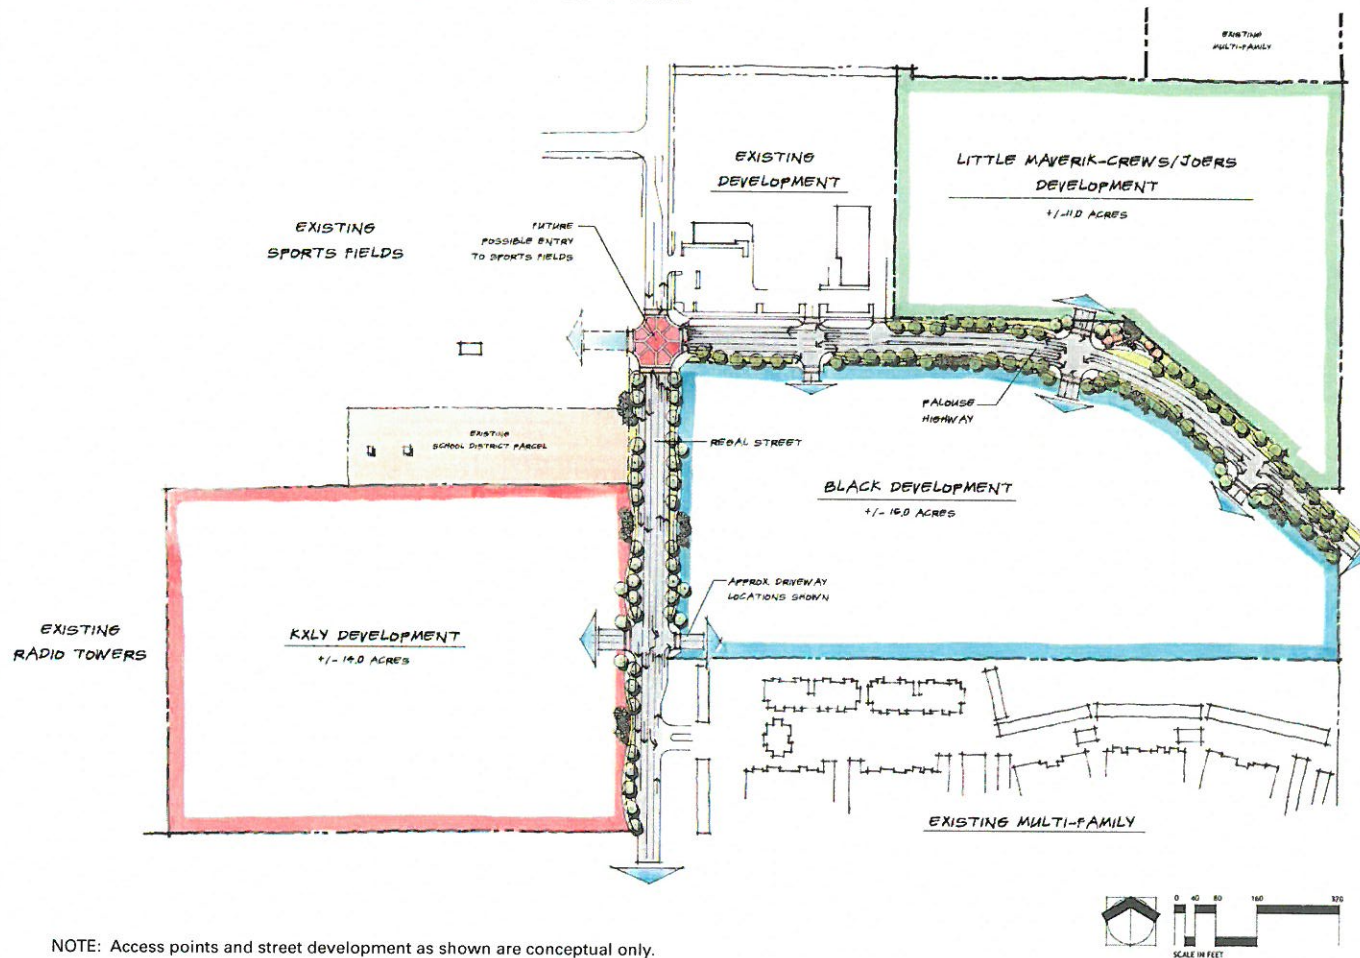 EXISTING
MULTI-FAMILY
EXISTING
DEVELOPMENT
LITTLE MAVERIK-CREWS/JOERS
DEVELOPMENT
+/-11.0 ACRES
EXISTING
SPORTS FIELDS
FUTURE
POSSIBLE ENTRY
TO SPORTS FIELDS
PALOUSE
HIGHWAY
EXISTING
SCHOOL DISTRICT PARCEL
REGAL STREET
BLACK DEVELOPMENT
+/- 16.0 ACRES
APPROX. DRIVEWAY
LOCATIONS SHOWN
EXISTING
RADIO TOWERS
KXLY DEVELOPMENT
+/- 14.0 ACRES
EXISTING MULTI-FAMILY
0 40 80 160 320
SCALE IN FEET
NOTE: Access points and street development as shown are conceptual only.